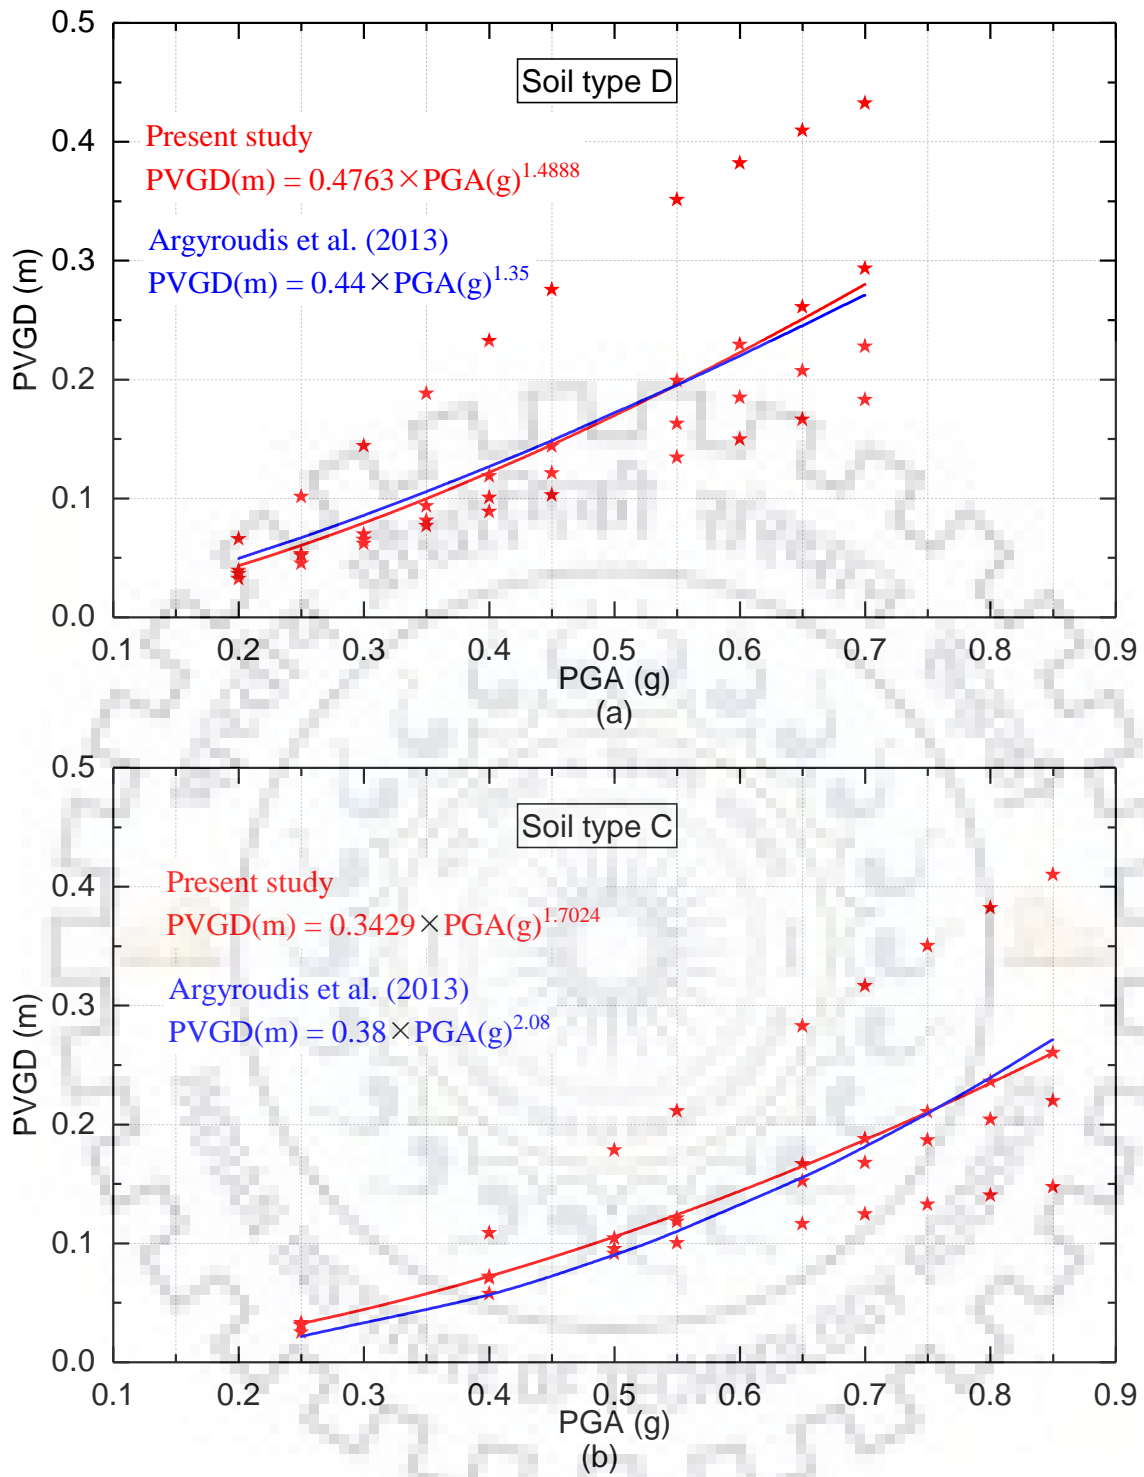 0.5
Soil type D
Present study
PVGD(m) = 0.4763×PGA(g)^1.4888
Argyroudis et al. (2013)
PVGD(m) = 0.44×PGA(g)^1.35
0.4
0.3
0.2
0.1
0.0
PVGD (m)
0.1 0.2 0.3 0.4 0.5 0.6 0.7 0.8 0.9
PGA (g)
(a)
0.5
Soil type C
Present study
PVGD(m) = 0.3429×PGA(g)^1.7024
Argyroudis et al. (2013)
PVGD(m) = 0.38×PGA(g)^2.08
0.4
0.3
0.2
0.1
0.0
PVGD (m)
0.1 0.2 0.3 0.4 0.5 0.6 0.7 0.8 0.9
PGA (g)
(b)